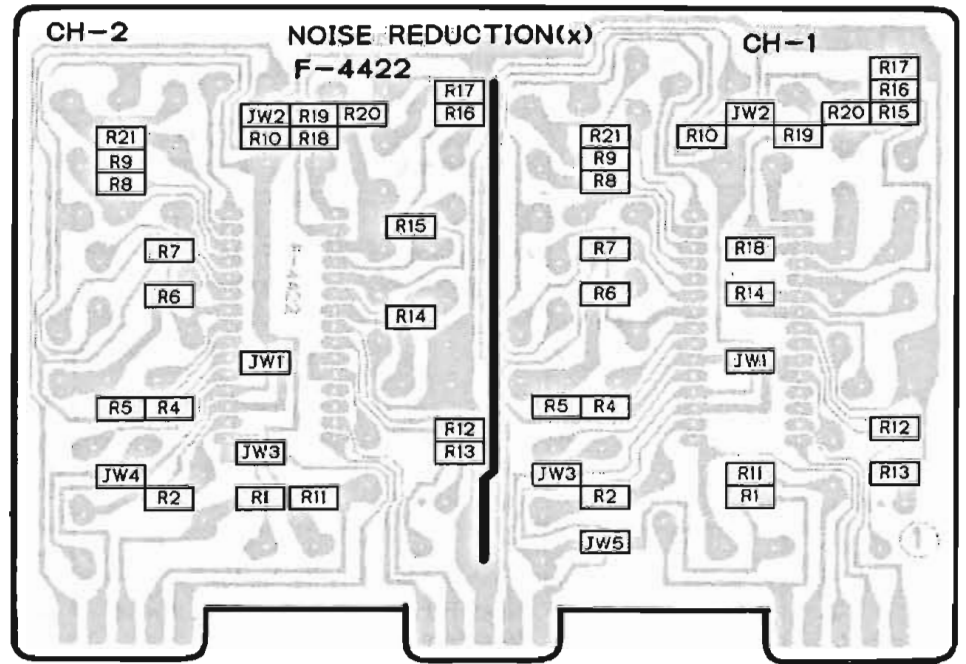 CH-2 NOISE REDUCTION(x) CH-1
F-4422
R17
R16
JW2 R19 R20
R10 R18
R21
R9
R8
R15
R7
R6
R14
JW1
R5 R4
R12
R13
JW3
JW4
R2
R1 R11
F-4422
R17
R16
JW2 R20 R15
R10 R19
R21
R9
R8
R7 R18
R6 R14
JW1
R5 R4
R12
JW3 R11 R13
R2 R1
JW5
1